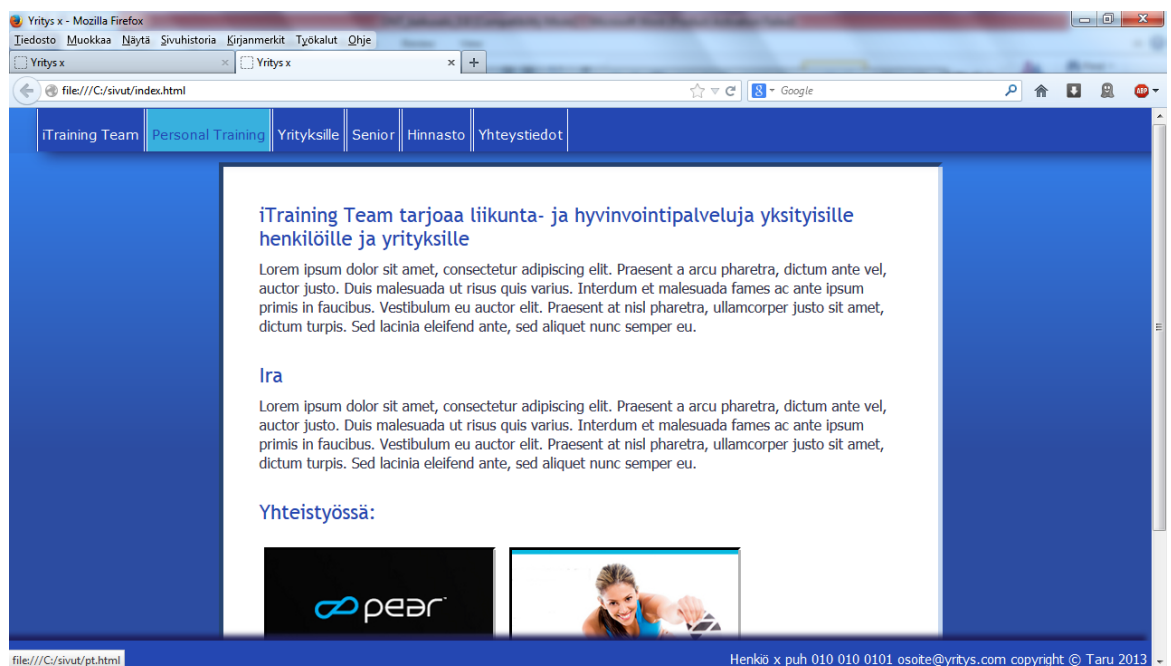 Yritys x - Mozilla Firefox
Tiedosto Muokkaa Näytä Sivuhistoria Kirjanmerkit Työkalut Ohje
Yritys x Yritys x
file:///C:/sivut/index.html Google ABP
iTraining Team Personal Training Yrityksille Senior Hinnasto Yhteystiedot
iTraining Team tarjoaa liikunta- ja hyvinvointipalveluja yksityisille
henkilöille ja yrityksille
Lorem ipsum dolor sit amet, consectetur adipiscing elit. Praesent a arcu pharetra, dictum ante vel,
auctor justo. Duis malesuada ut risus quis varius. Interdum et malesuada fames ac ante ipsum
primis in faucibus. Vestibulum eu auctor elit. Praesent at nisl pharetra, ullamcorper justo sit amet,
dictum turpis. Sed lacinia eleifend ante, sed aliquet nunc semper eu.
Ira
Lorem ipsum dolor sit amet, consectetur adipiscing elit. Praesent a arcu pharetra, dictum ante vel,
auctor justo. Duis malesuada ut risus quis varius. Interdum et malesuada fames ac ante ipsum
primis in faucibus. Vestibulum eu auctor elit. Praesent at nisl pharetra, ullamcorper justo sit amet,
dictum turpis. Sed lacinia eleifend ante, sed aliquet nunc semper eu.
Yhteistyössä:
pear
Henkiö x puh 010 010 0101 osoite@yritys.com copyright © Taru 2013
file:///C:/sivut/pt.html